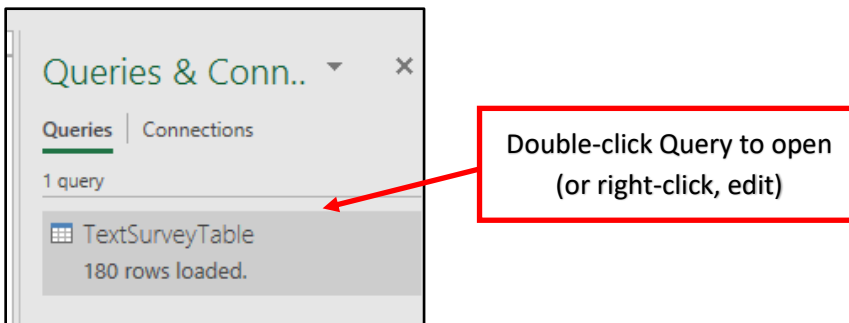 Queries & Conn..
Queries | Connections
1 query
TextSurveyTable
180 rows loaded.
Double-click Query to open
(or right-click, edit)